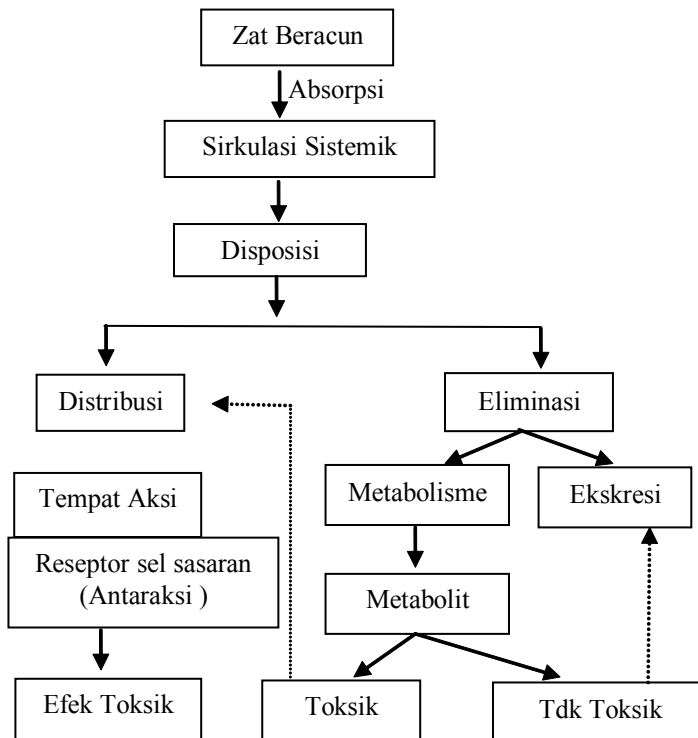 Zat Beracun
Absorpsi
Sirkulasi Sistemik
Disposisi
Distribusi
Eliminasi
Tempat Aksi
Metabolisme
Ekskresi
Reseptor sel sasaran
(Antaraksi )
Metabolit
Efek Toksik
Toksik
Tdk Toksik